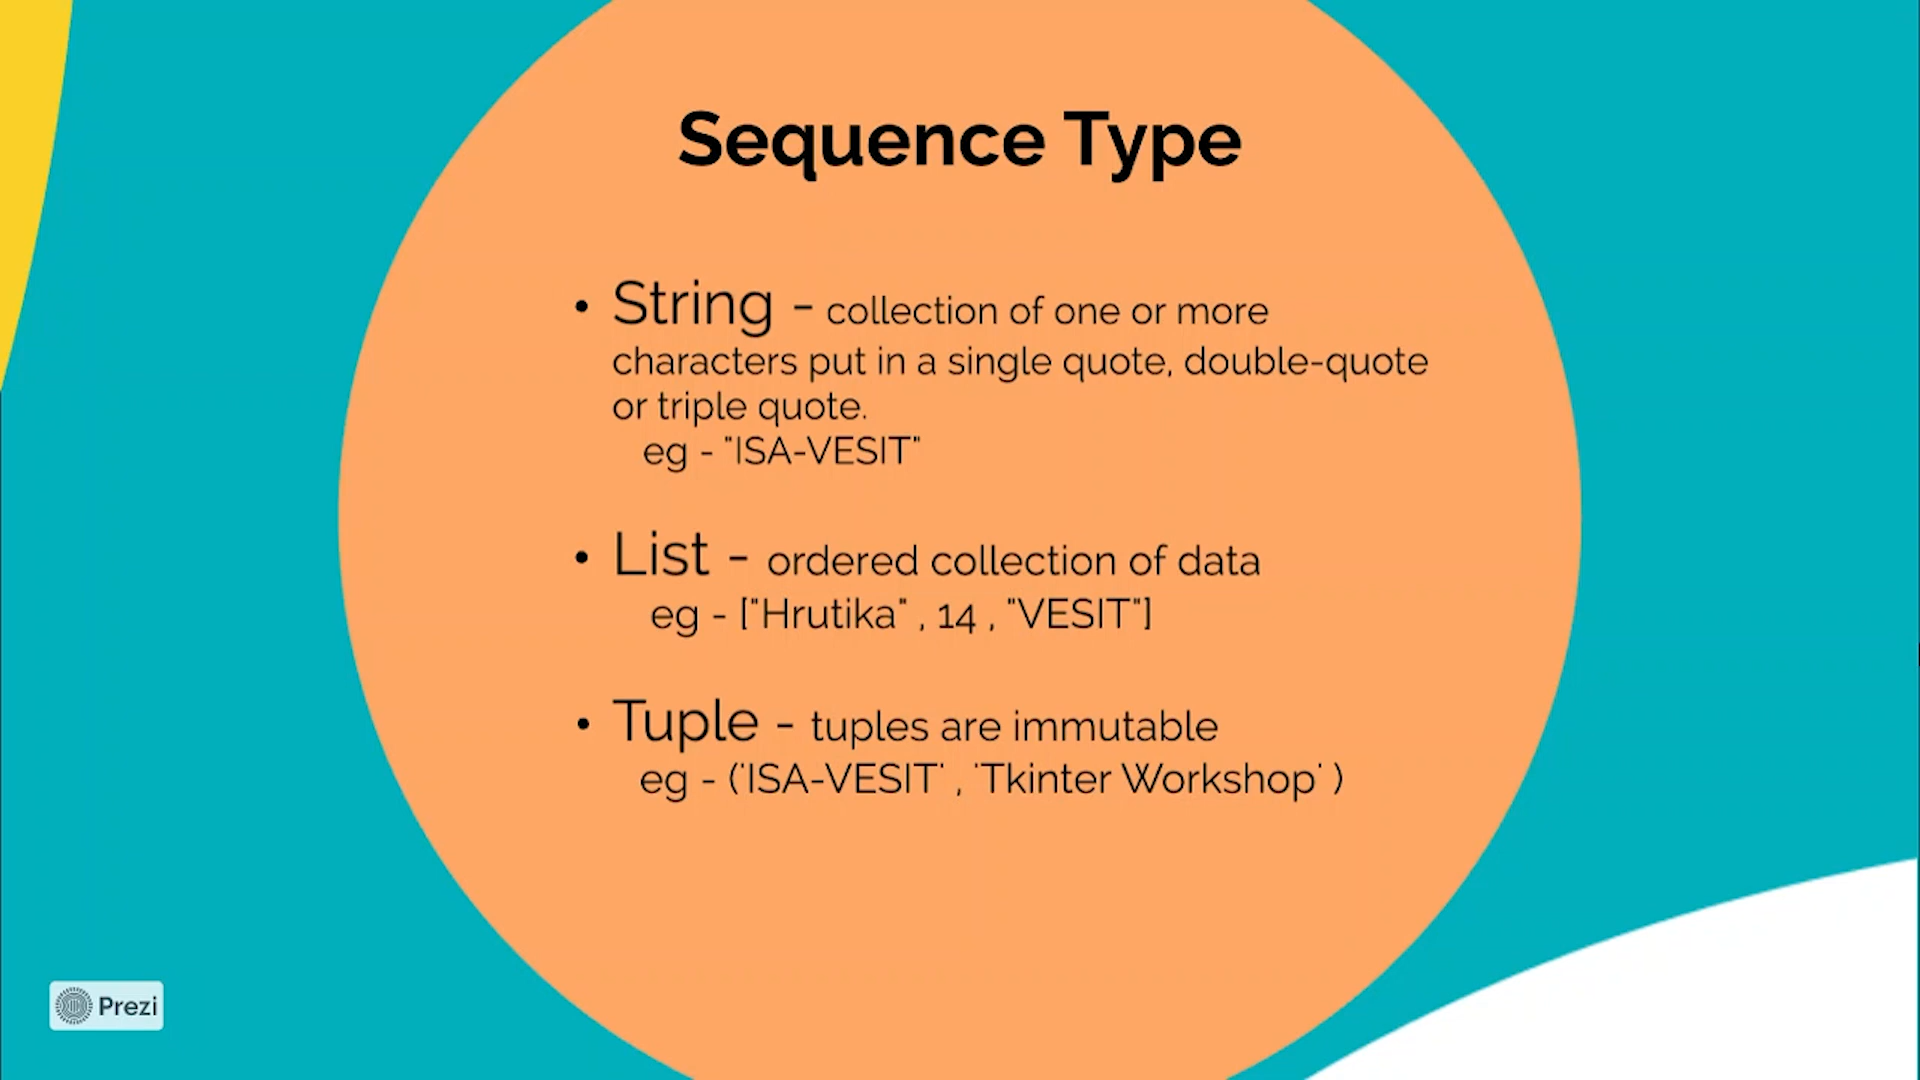 Sequence Type
• String - collection of one or more
characters put in a single quote, double-quote
or triple quote.
eg - "ISA-VESIT"
• List - ordered collection of data
eg - ["Hrutika" , 14 , "VESIT"]
• Tuple - tuples are immutable
eg - ('ISA-VESIT' , 'Tkinter Workshop' )
Prezi